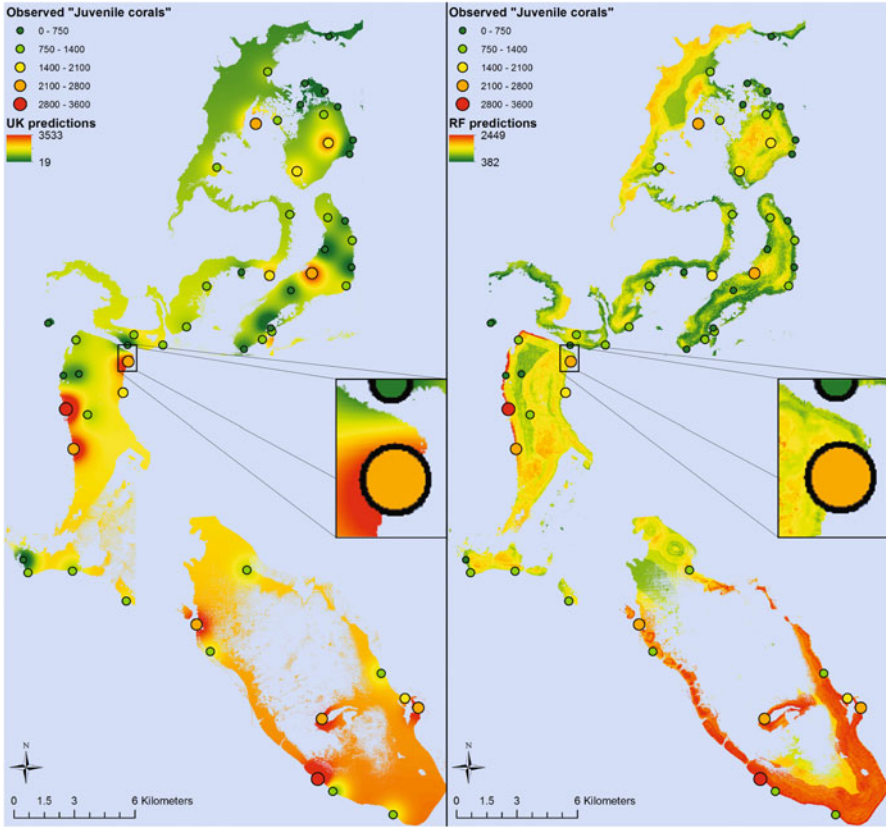 Observed "Juvenile corals"
0 - 750
750 - 1400
1400 - 2100
2100 - 2800
2800 - 3600
UK predictions
3533
19
N
0 1.5 3 6 Kilometers
Observed "Juvenile corals"
0 - 750
750 - 1400
1400 - 2100
2100 - 2800
2800 - 3600
RF predictions
2449
382
N
0 1.5 3 6 Kilometers